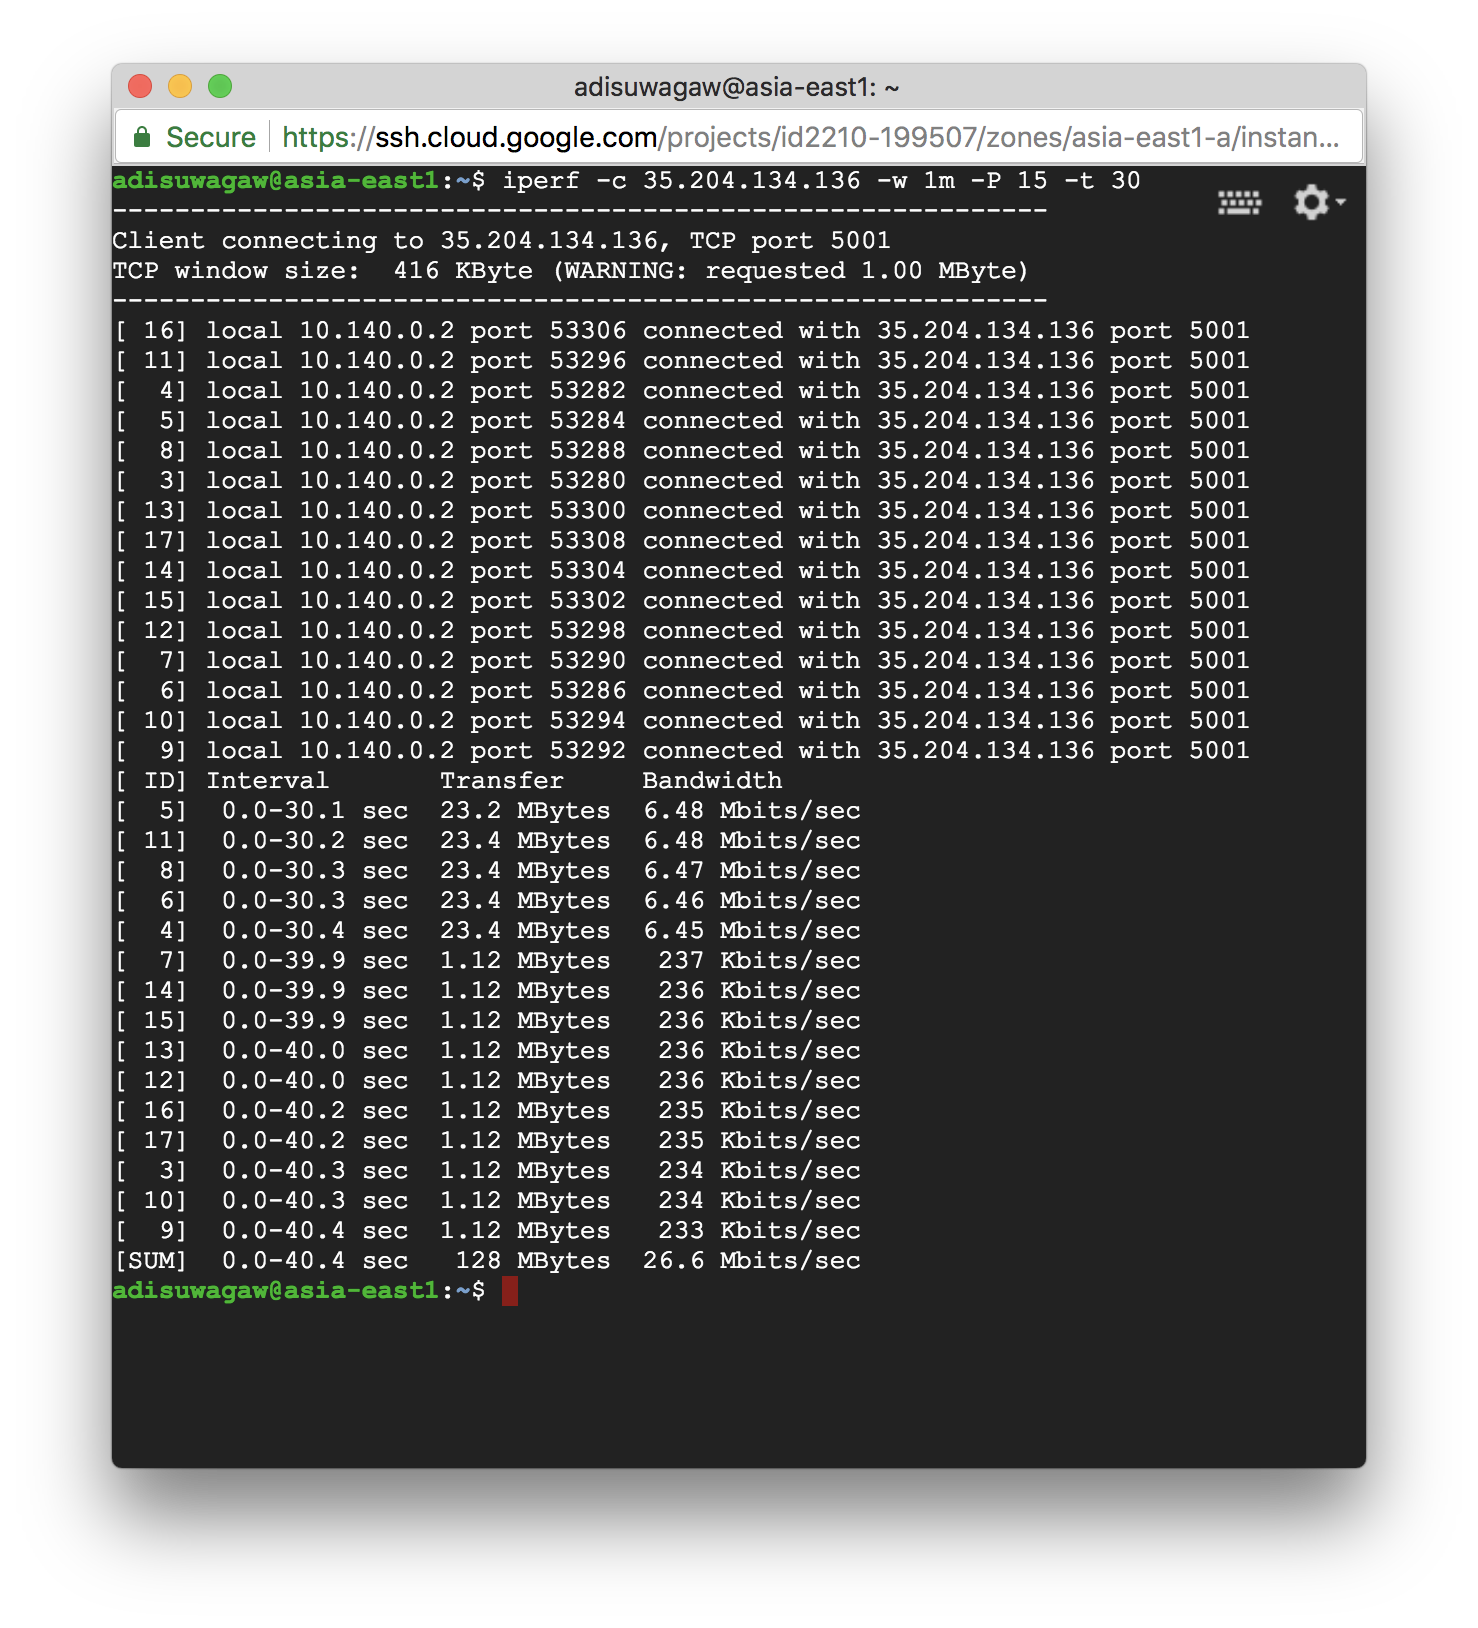 adisuwagaw@asia-east1: ~
Secure https://ssh.cloud.google.com/projects/id2210-199507/zones/asia-east1-a/instan...
adisuwagaw@asia-east1:~$ iperf -c 35.204.134.136 -w 1m -P 15 -t 30
------------------------------------------------------------
Client connecting to 35.204.134.136, TCP port 5001
TCP window size:  416 KByte (WARNING: requested 1.00 MByte)
------------------------------------------------------------
[ 16] local 10.140.0.2 port 53306 connected with 35.204.134.136 port 5001
[ 11] local 10.140.0.2 port 53296 connected with 35.204.134.136 port 5001
[  4] local 10.140.0.2 port 53282 connected with 35.204.134.136 port 5001
[  5] local 10.140.0.2 port 53284 connected with 35.204.134.136 port 5001
[  8] local 10.140.0.2 port 53288 connected with 35.204.134.136 port 5001
[  3] local 10.140.0.2 port 53280 connected with 35.204.134.136 port 5001
[ 13] local 10.140.0.2 port 53300 connected with 35.204.134.136 port 5001
[ 17] local 10.140.0.2 port 53308 connected with 35.204.134.136 port 5001
[ 14] local 10.140.0.2 port 53304 connected with 35.204.134.136 port 5001
[ 15] local 10.140.0.2 port 53302 connected with 35.204.134.136 port 5001
[ 12] local 10.140.0.2 port 53298 connected with 35.204.134.136 port 5001
[  7] local 10.140.0.2 port 53290 connected with 35.204.134.136 port 5001
[  6] local 10.140.0.2 port 53286 connected with 35.204.134.136 port 5001
[ 10] local 10.140.0.2 port 53294 connected with 35.204.134.136 port 5001
[  9] local 10.140.0.2 port 53292 connected with 35.204.134.136 port 5001
[ ID] Interval       Transfer     Bandwidth
[  5]  0.0-30.1 sec  23.2 MBytes  6.48 Mbits/sec
[ 11]  0.0-30.2 sec  23.4 MBytes  6.48 Mbits/sec
[  8]  0.0-30.3 sec  23.4 MBytes  6.47 Mbits/sec
[  6]  0.0-30.3 sec  23.4 MBytes  6.46 Mbits/sec
[  4]  0.0-30.4 sec  23.4 MBytes  6.45 Mbits/sec
[  7]  0.0-39.9 sec  1.12 MBytes   237 Kbits/sec
[ 14]  0.0-39.9 sec  1.12 MBytes   236 Kbits/sec
[ 15]  0.0-39.9 sec  1.12 MBytes   236 Kbits/sec
[ 13]  0.0-40.0 sec  1.12 MBytes   236 Kbits/sec
[ 12]  0.0-40.0 sec  1.12 MBytes   236 Kbits/sec
[ 16]  0.0-40.2 sec  1.12 MBytes   235 Kbits/sec
[ 17]  0.0-40.2 sec  1.12 MBytes   235 Kbits/sec
[  3]  0.0-40.3 sec  1.12 MBytes   234 Kbits/sec
[ 10]  0.0-40.3 sec  1.12 MBytes   234 Kbits/sec
[  9]  0.0-40.4 sec  1.12 MBytes   233 Kbits/sec
[SUM]  0.0-40.4 sec   128 MBytes  26.6 Mbits/sec
adisuwagaw@asia-east1:~$